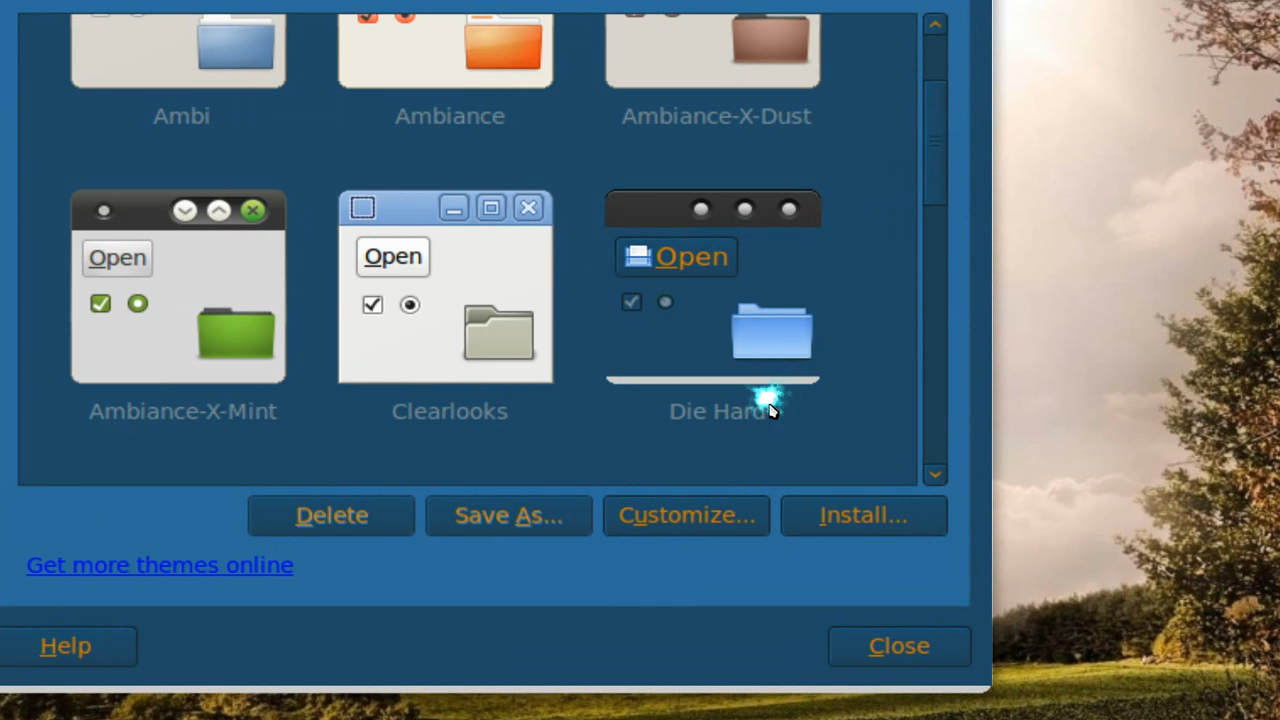 Ambi
Ambiance
Ambiance-X-Dust
Open
Open
Open
Ambiance-X-Mint
Clearlooks
Die Hard
Delete
Save As...
Customize...
Install...
Get more themes online
Help
Close